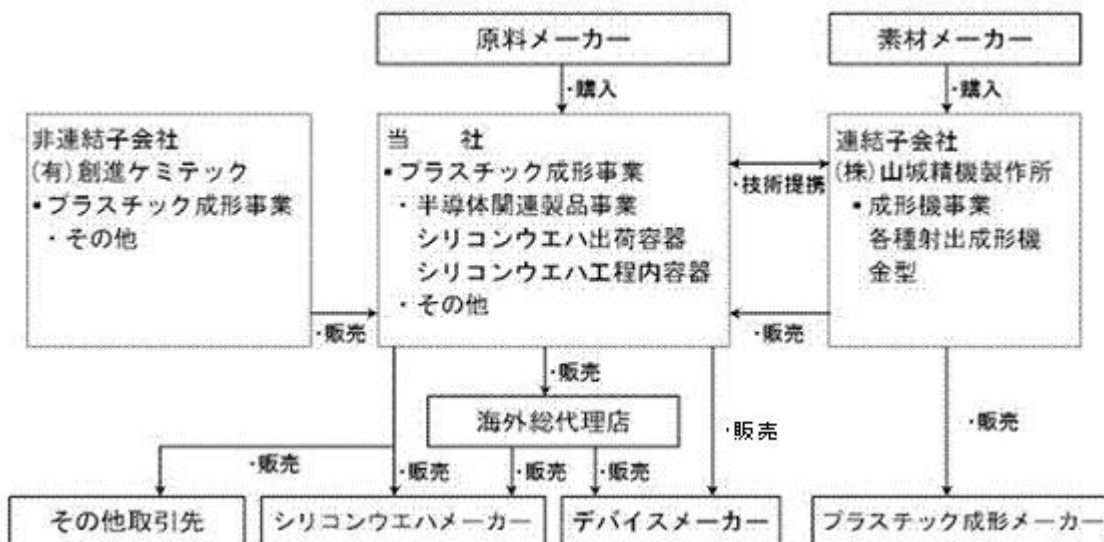 原料メーカー
素材メーカー
・購入
・購入
非連結子会社
(有)創進ケミテック
▪プラスチック成形事業
・その他
当　　社
▪プラスチック成形事業
・半導体関連製品事業
シリコンウエハ出荷容器
シリコンウエハ工程内容器
・その他
・技術提携
連結子会社
(株)山城精機製作所
▪成形機事業
各種射出成形機
金型
・販売
・販売
・販売
海外総代理店
・販売
・販売
・販売
・販売
・販売
・販売
その他取引先
シリコンウエハメーカー
デバイスメーカー
プラスチック成形メーカー